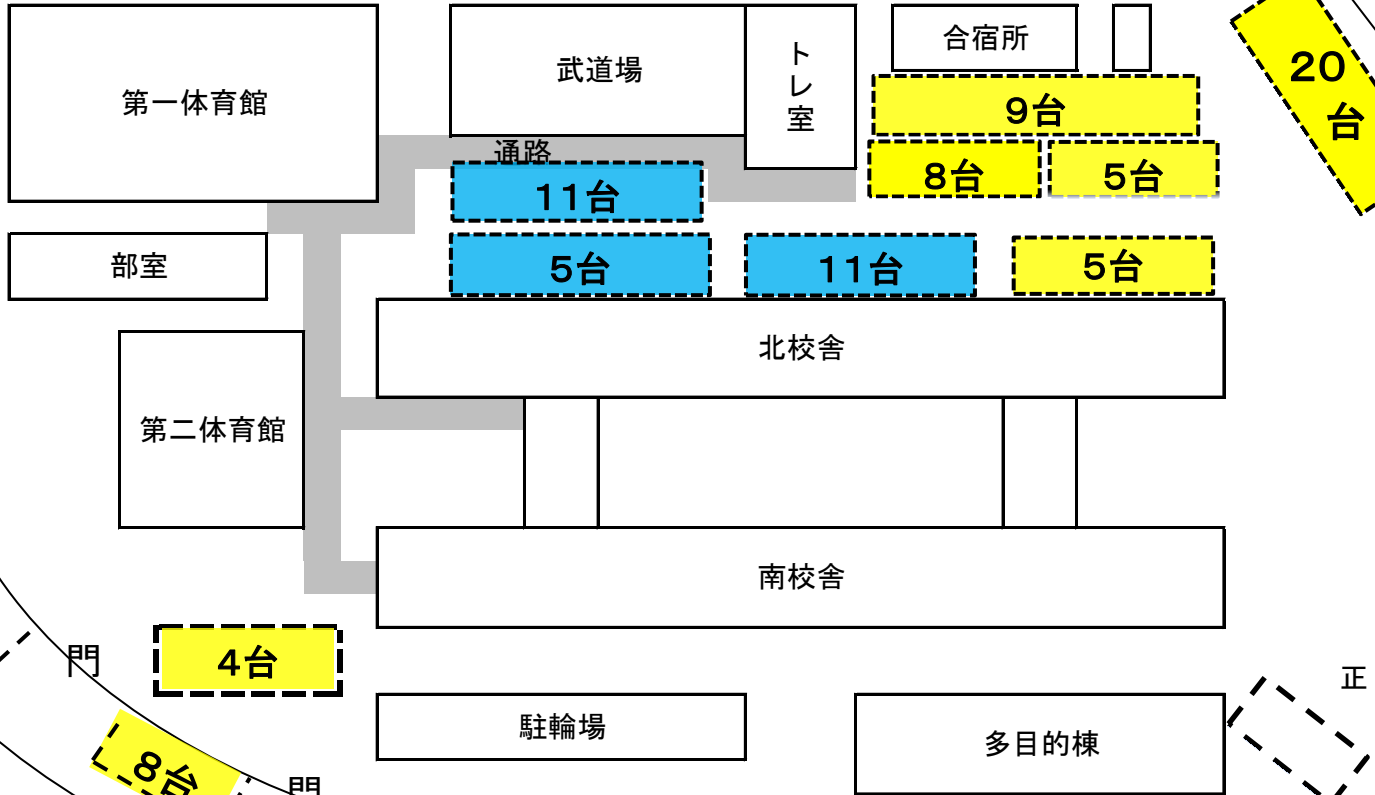 合宿所
武道場
トレ室
20台
第一体育館
9台
通路
8台
5台
11台
部室
5台
11台
5台
北校舎
第二体育館
南校舎
門
4台
正
駐輪場
多目的棟
8台
門